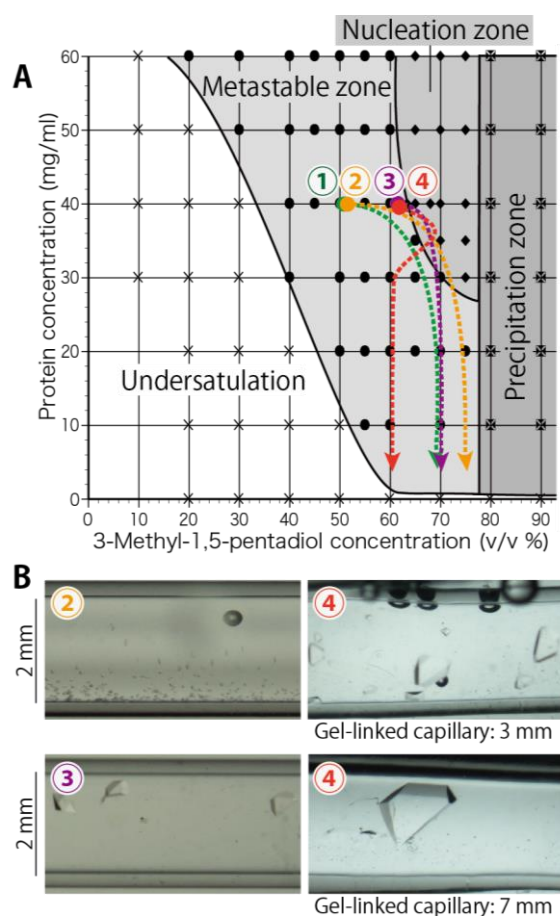 A
Nucleation zone
Metastable zone
60
50
40
30
20
10
0
Protein concentration (mg/ml)
1 2 3 4
Undersatulation
Precipitation zone
0 10 20 30 40 50 60 70 80 90
3-Methyl-1,5-pentadiol concentration (v/v %)
B
2
2 mm
4
Gel-linked capillary: 3 mm
3
2 mm
4
Gel-linked capillary: 7 mm